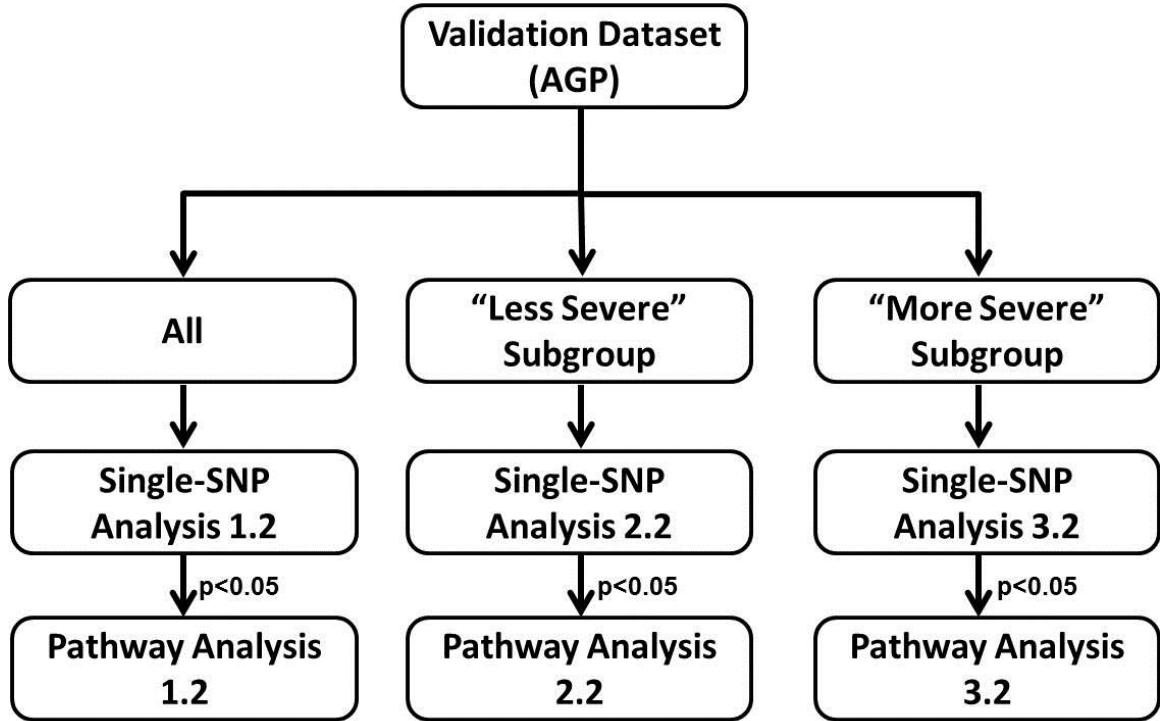 Validation Dataset
(AGP)
All
“Less Severe”
Subgroup
“More Severe”
Subgroup
Single-SNP
Analysis 1.2
Single-SNP
Analysis 2.2
Single-SNP
Analysis 3.2
p<0.05
p<0.05
p<0.05
Pathway Analysis
1.2
Pathway Analysis
2.2
Pathway Analysis
3.2